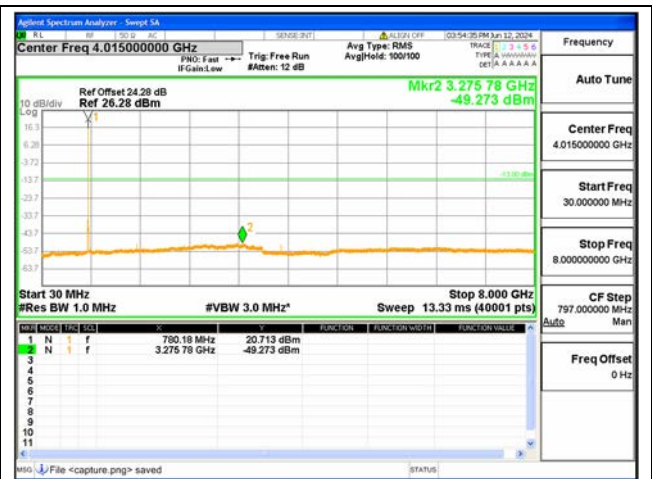 Agilent Spectrum Analyzer - Swept SA
RL RF 50 Ω AC SENSE:INT ALIGN OFF 03:54:35 PM Jun 12, 2024
Center Freq 4.015000000 GHz
PNO: Fast
IFGain:Low
Trig: Free Run
#Atten: 12 dB
Avg Type: RMS
Avg|Hold: 100/100
TRACE 1 2 3 4 5 6
TYPE
DET A A A A A A
Frequency
Auto Tune
Center Freq
4.015000000 GHz
Start Freq
30.000000 MHz
Stop Freq
8.000000000 GHz
CF Step
797.000000 MHz
Auto Man
Freq Offset
0 Hz
Mkr2 3.275 78 GHz
-49.273 dBm
Ref Offset 24.28 dB
10 dB/div Ref 26.28 dBm
Log
16.3
6.28
-3.72
-13.7
-23.7
-33.7
-43.7
-53.7
-63.7
1
2
-13.00 dBm
Start 30 MHz
Stop 8.000 GHz
#Res BW 1.0 MHz #VBW 3.0 MHz* Sweep 13.33 ms (40001 pts)
MKR MODE TRC SCL X Y FUNCTION FUNCTION WIDTH FUNCTION VALUE
1 N 1 f 780.18 MHz 20.713 dBm
2 N 1 f 3.275 78 GHz -49.273 dBm
3
4
5
6
7
8
9
10
11
MSG File <capture.png> saved STATUS